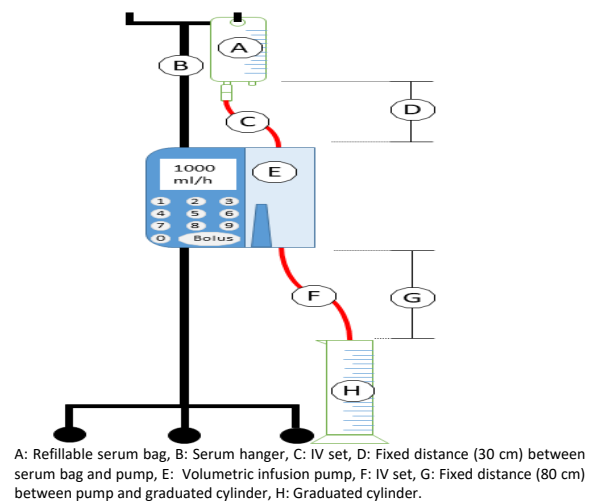 A
B
C
D
1000
ml/h
E
1 2 3
4 5 6
7 8 9
0 Bolus
F
G
H
A: Refillable serum bag, B: Serum hanger, C: IV set, D: Fixed distance (30 cm) between
serum bag and pump, E: Volumetric infusion pump, F: IV set, G: Fixed distance (80 cm)
between pump and graduated cylinder, H: Graduated cylinder.